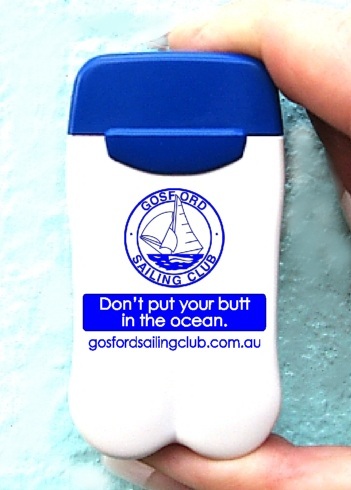 GOSFORD
SAILING CLUB
Don't put your butt
in the ocean.
gosfordsailingclub.com.au